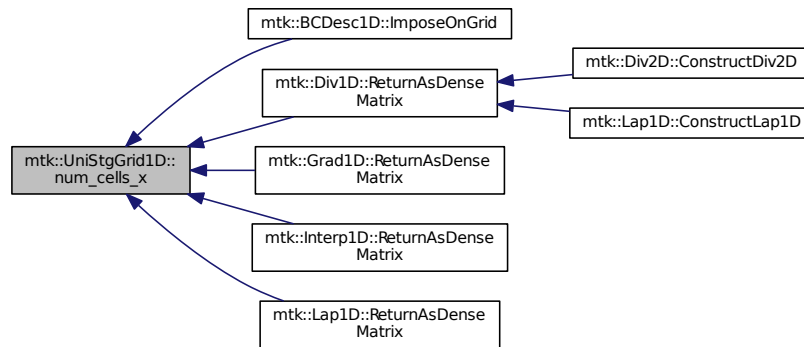 mtk::UniStgGrid1D::
num_cells_x
mtk::BCDesc1D::ImposeOnGrid
mtk::Div1D::ReturnAsDense
Matrix
mtk::Grad1D::ReturnAsDense
Matrix
mtk::Interp1D::ReturnAsDense
Matrix
mtk::Lap1D::ReturnAsDense
Matrix
mtk::Div2D::ConstructDiv2D
mtk::Lap1D::ConstructLap1D